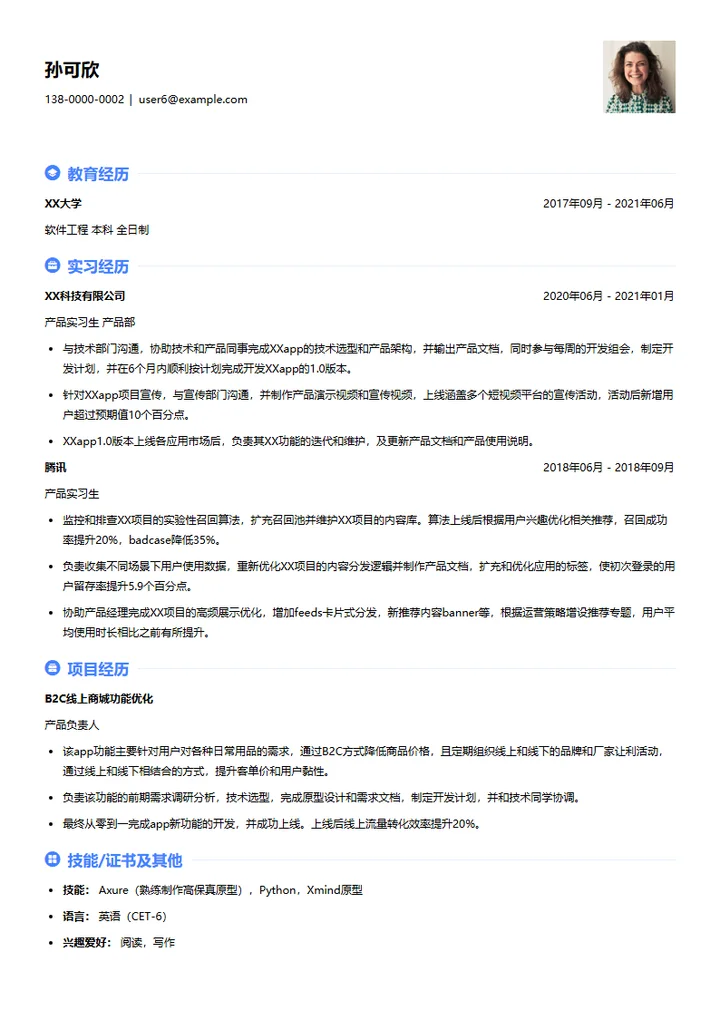 孙可欣
138-0000-0002 | user6@example.com
教育经历
XX大学 2017年09月 - 2021年06月
软件工程 本科 全日制
实习经历
XX科技有限公司 2020年06月 - 2021年01月
产品实习生 产品部
• 与技术部门沟通，协助技术和产品同事完成XXapp的技术选型和产品架构，并输出产品文档，同时参与每周的开发组会，制定开
发计划，并在6个月内顺利按计划完成开发XXapp的1.0版本。
• 针对XXapp项目宣传，与宣传部门沟通，并制作产品演示视频和宣传视频，上线涵盖多个短视频平台的宣传活动，活动后新增用
户超过预期值10个百分点。
• XXapp1.0版本上线各应用市场后，负责其XX功能的迭代和维护，及更新产品文档和产品使用说明。
腾讯 2018年06月 - 2018年09月
产品实习生
• 监控和排查XX项目的实验性召回算法，扩充召回池并维护XX项目的内容库。算法上线后根据用户兴趣优化相关推荐，召回成功
率提升20%，badcase降低35%。
• 负责收集不同场景下用户使用数据，重新优化XX项目的内容分发逻辑并制作产品文档，扩充和优化应用的标签，使初次登录的用
户留存率提升5.9个百分点。
• 协助产品经理完成XX项目的高频展示优化，增加feeds卡片式分发，新推荐内容banner等，根据运营策略增设推荐专题，用户平
均使用时长相比之前有所提升。
项目经历
B2C线上商城功能优化
产品负责人
• 该app功能主要针对用户对各种日常用品的需求，通过B2C方式降低商品价格，且定期组织线上和线下的品牌和厂家让利活动，
通过线上和线下相结合的方式，提升客单价和用户黏性。
• 负责该功能的前期需求调研分析，技术选型，完成原型设计和需求文档，制定开发计划，并和技术同学协调。
• 最终从零到一完成app新功能的开发，并成功上线。上线后线上流量转化效率提升20%。
技能/证书及其他
• 技能： Axure（熟练制作高保真原型），Python，Xmind原型
• 语言： 英语（CET-6）
• 兴趣爱好： 阅读，写作